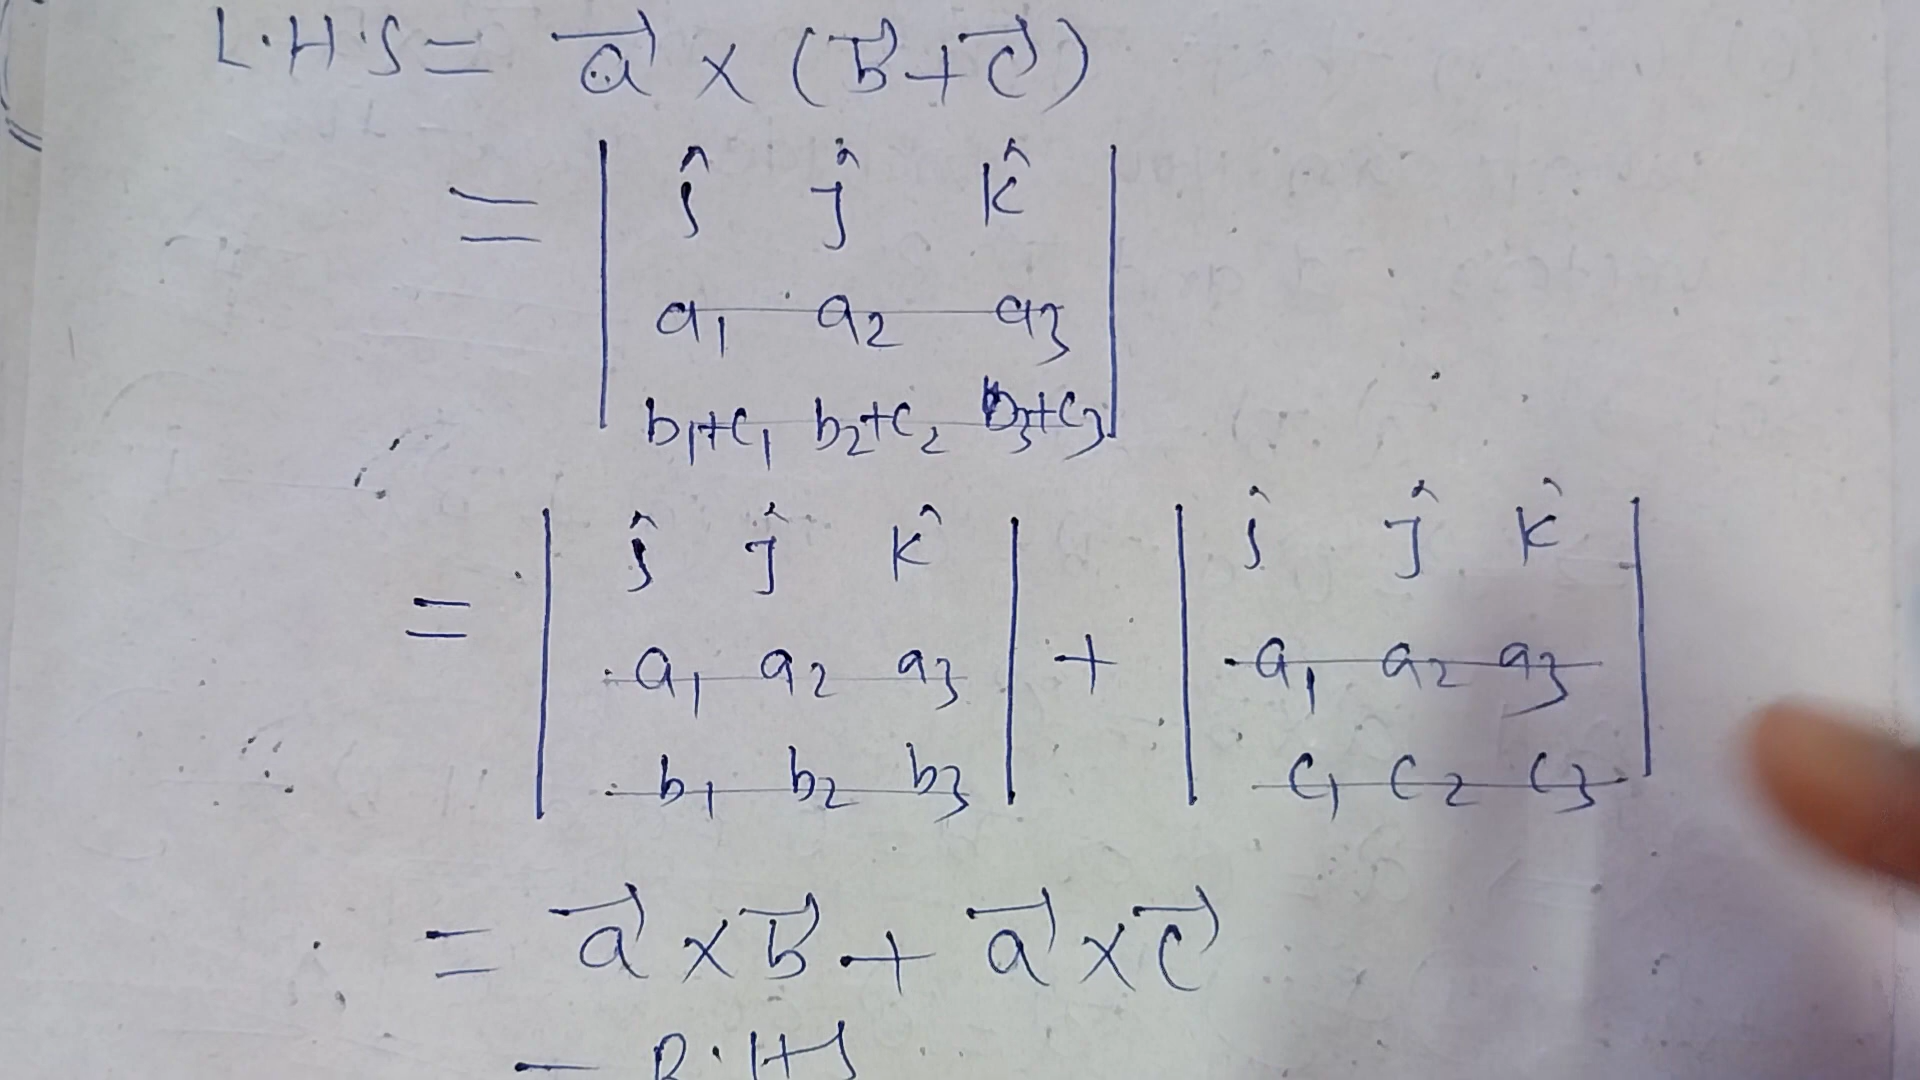 L.H.S = a⃗ × (b⃗ + c⃗)
= | î ĵ k̂ |
| a₁ a₂ a₃ |
| b₁+c₁ b₂+c₂ b₃+c₃ |
= | î ĵ k̂ | + | î ĵ k̂ |
| a₁ a₂ a₃ | | a₁ a₂ a₃ |
| b₁ b₂ b₃ | | c₁ c₂ c₃ |
= a⃗ × b⃗ + a⃗ × c⃗
= R.H.S